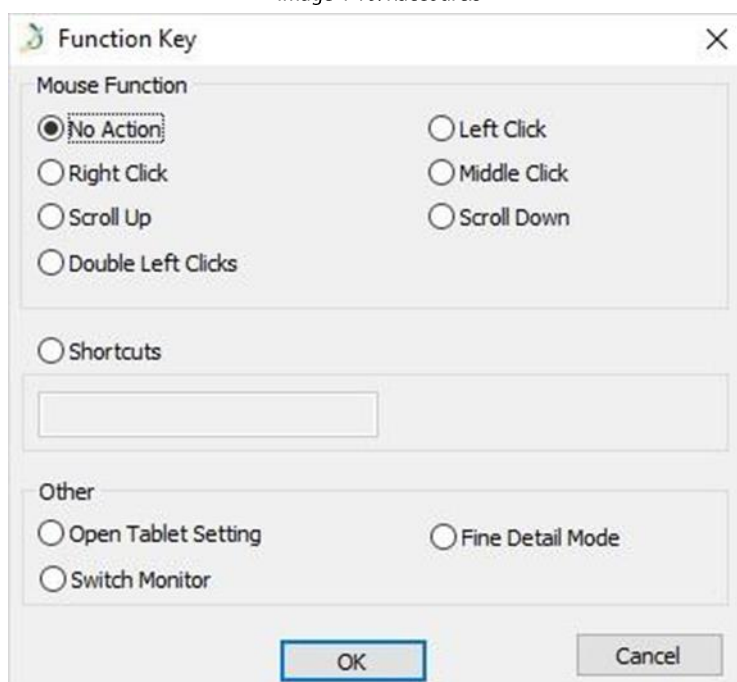 Function Key
Mouse Function
No Action Left Click
Right Click Middle Click
Scroll Up Scroll Down
Double Left Clicks
Shortcuts
Other
Open Tablet Setting Fine Detail Mode
Switch Monitor
OK Cancel